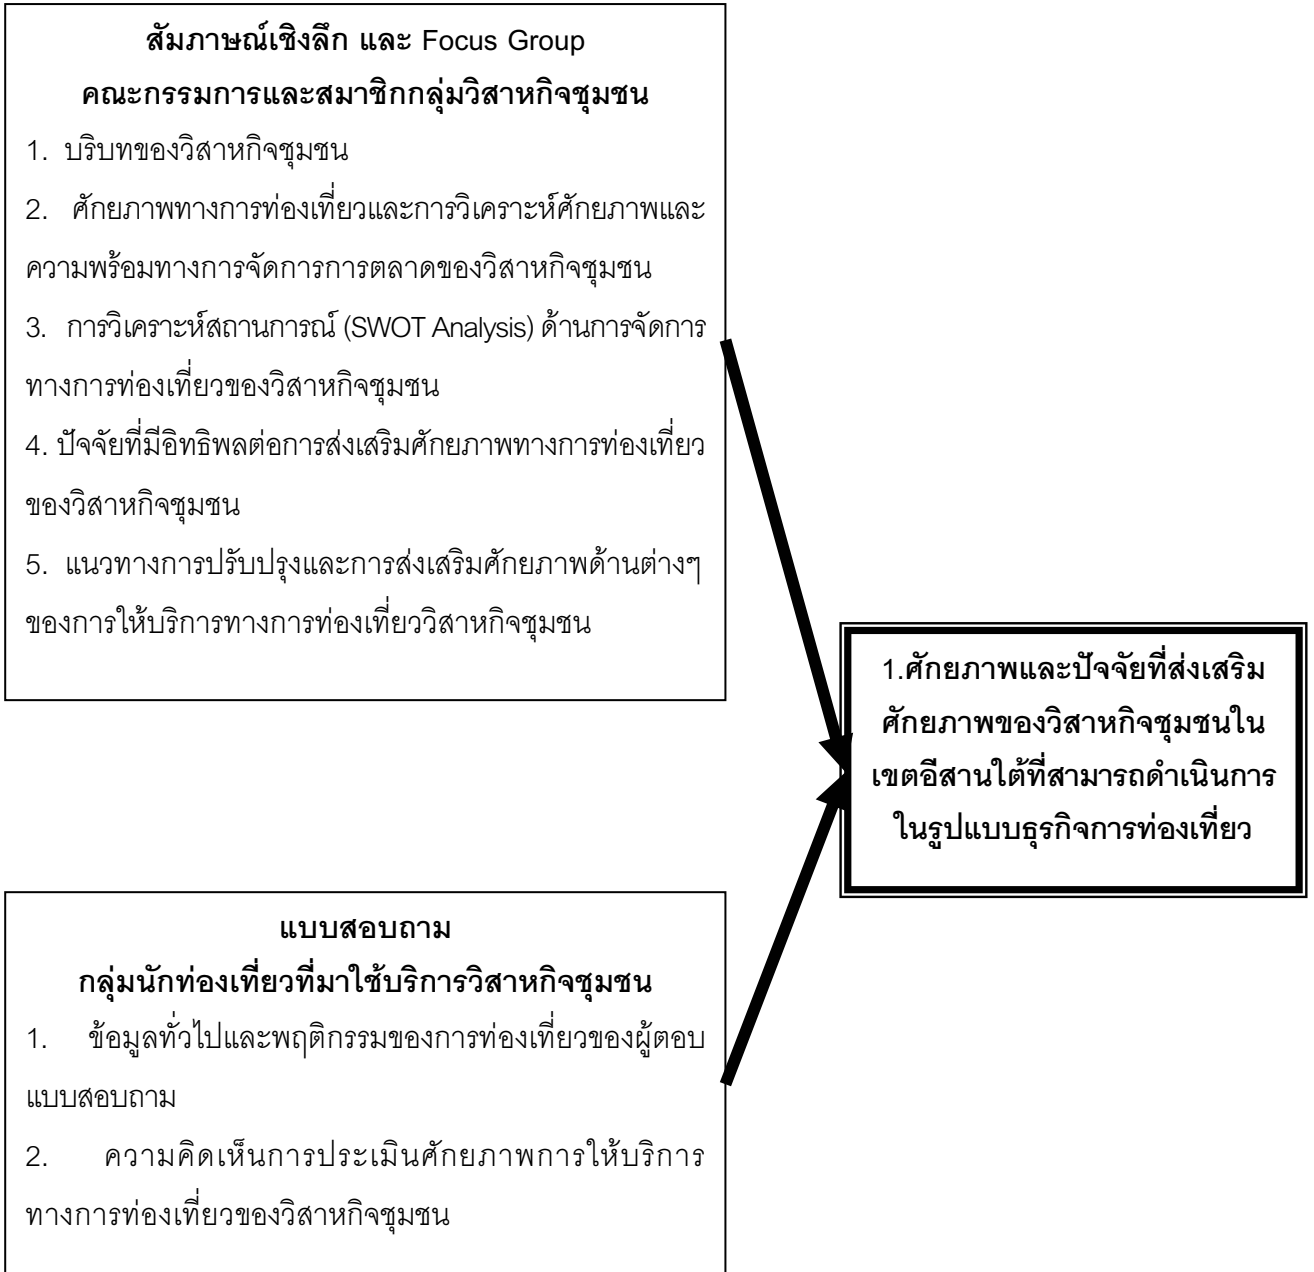 สัมภาษณ์เชิงลึก และ Focus Group
คณะกรรมการและสมาชิกกลุ่มวิสาหกิจชุมชน
1. บริบทของวิสาหกิจชุมชน
2. ศักยภาพทางการท่องเที่ยวและการวิเคราะห์ศักยภาพและ
ความพร้อมทางการจัดการการตลาดของวิสาหกิจชุมชน
3. การวิเคราะห์สถานการณ์ (SWOT Analysis) ด้านการจัดการ
ทางการท่องเที่ยวของวิสาหกิจชุมชน
4. ปัจจัยที่มีอิทธิพลต่อการส่งเสริมศักยภาพทางการท่องเที่ยว
ของวิสาหกิจชุมชน
5. แนวทางการปรับปรุงและการส่งเสริมศักยภาพด้านต่างๆ
ของการให้บริการทางการท่องเที่ยววิสาหกิจชุมชน
1.ศักยภาพและปัจจัยที่ส่งเสริม
ศักยภาพของวิสาหกิจชุมชนใน
เขตอีสานใต้ที่สามารถดำเนินการ
ในรูปแบบธุรกิจการท่องเที่ยว
แบบสอบถาม
กลุ่มนักท่องเที่ยวที่มาใช้บริการวิสาหกิจชุมชน
1. ข้อมูลทั่วไปและพฤติกรรมของการท่องเที่ยวของผู้ตอบ
แบบสอบถาม
2. ความคิดเห็นการประเมินศักยภาพการให้บริการ
ทางการท่องเที่ยวของวิสาหกิจชุมชน